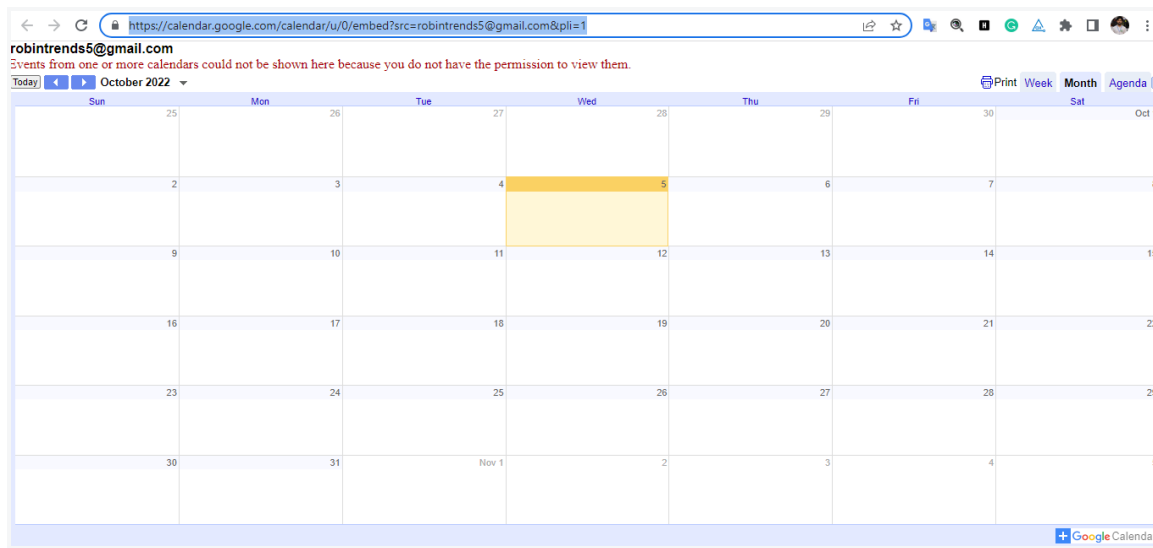 https://calendar.google.com/calendar/u/0/embed?src=robintrends5@gmail.com&pli=1
robintrends5@gmail.com
Events from one or more calendars could not be shown here because you do not have the permission to view them.
Today October 2022 Print Week Month Agenda
Sun Mon Tue Wed Thu Fri Sat
25 26 27 28 29 30 Oct
2 3 4 5 6 7
9 10 11 12 13 14
16 17 18 19 20 21
23 24 25 26 27 28
30 31 Nov 1 2 3 4
Google Calenda